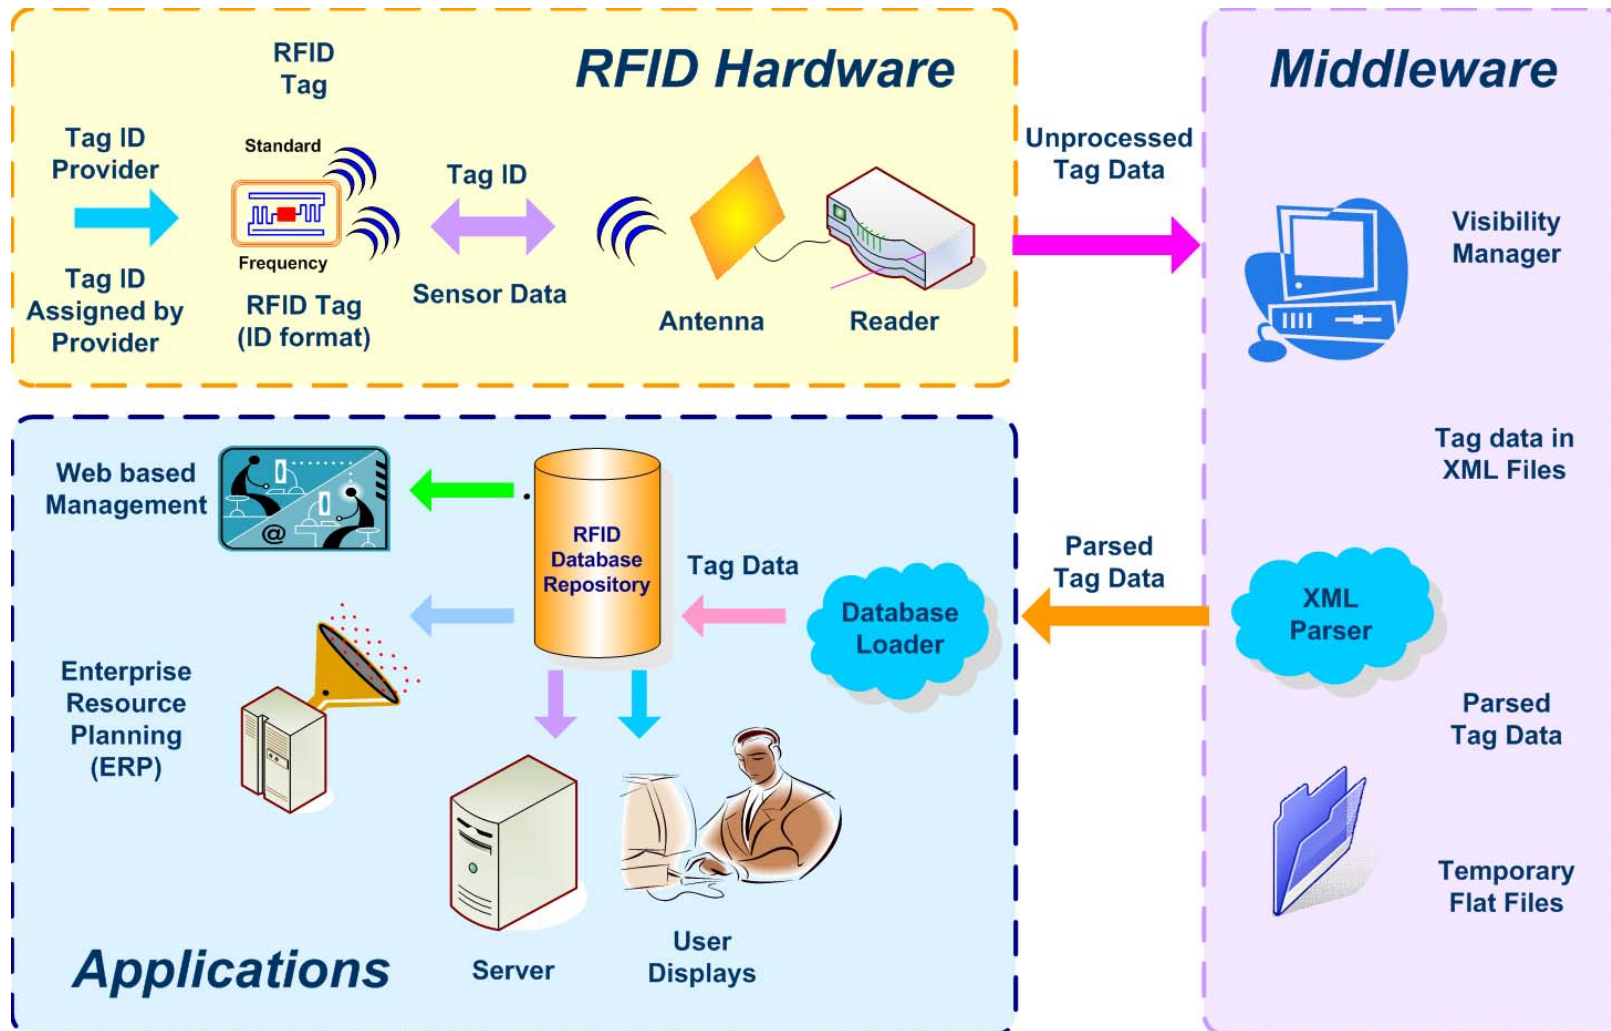 RFID Hardware
RFID
Tag
Tag ID
Provider
Standard
Frequency
Tag ID
Assigned by
Provider
RFID Tag
(ID format)
Tag ID
Sensor Data
Antenna
Reader
Unprocessed
Tag Data
Middleware
Visibility
Manager
Tag data in
XML Files
XML
Parser
Parsed
Tag Data
Temporary
Flat Files
Parsed
Tag Data
Web based
Management
@
RFID
Database
Repository
Tag Data
Database
Loader
Enterprise
Resource
Planning
(ERP)
Server
User
Displays
Applications